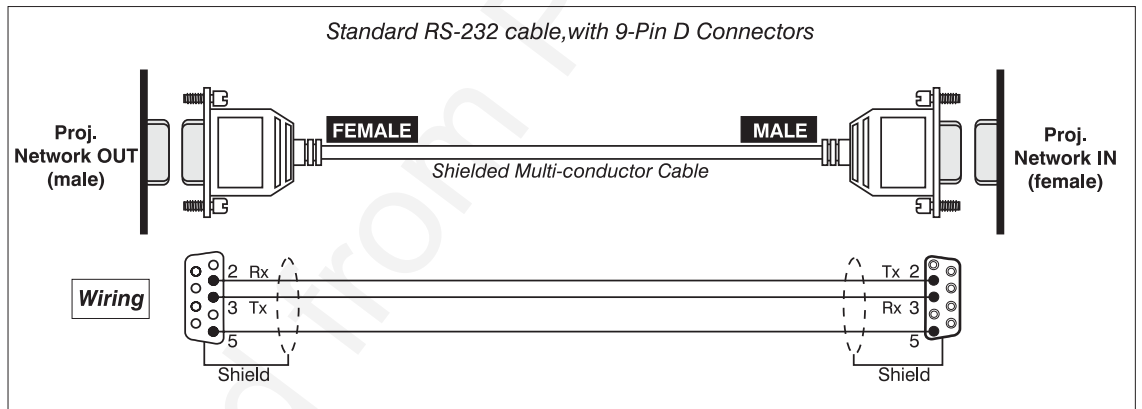 Standard RS-232 cable,with 9-Pin D Connectors
Proj.
Network OUT
(male)
FEMALE
MALE
Shielded Multi-conductor Cable
Proj.
Network IN
(female)
Wiring
2 Rx
3 Tx
5
Shield
Tx 2
Rx 3
5
Shield
from